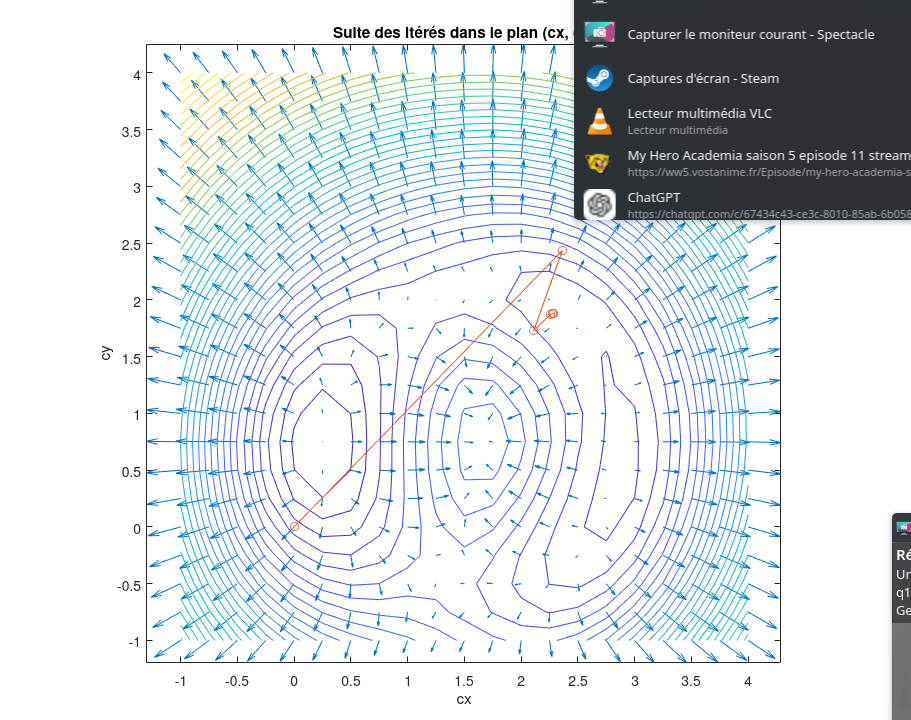 Suite des Itérés dans le plan (cx,
Capturer le moniteur courant - Spectacle
Captures d'écran - Steam
Lecteur multimédia VLC
Lecteur multimédia
My Hero Academia saison 5 episode 11 stream
https://ww5.vostanime.fr/Episode/my-hero-academia-s
ChatGPT
https://chatgpt.com/c/67434c43-ce3c-8010-85ab-6b058
4
3.5
3
2.5
2
1.5
1
0.5
0
-0.5
-1
cy
-1
-0.5
0
0.5
1
1.5
2
2.5
3
3.5
4
cx
Ré
Un
q1
Ge